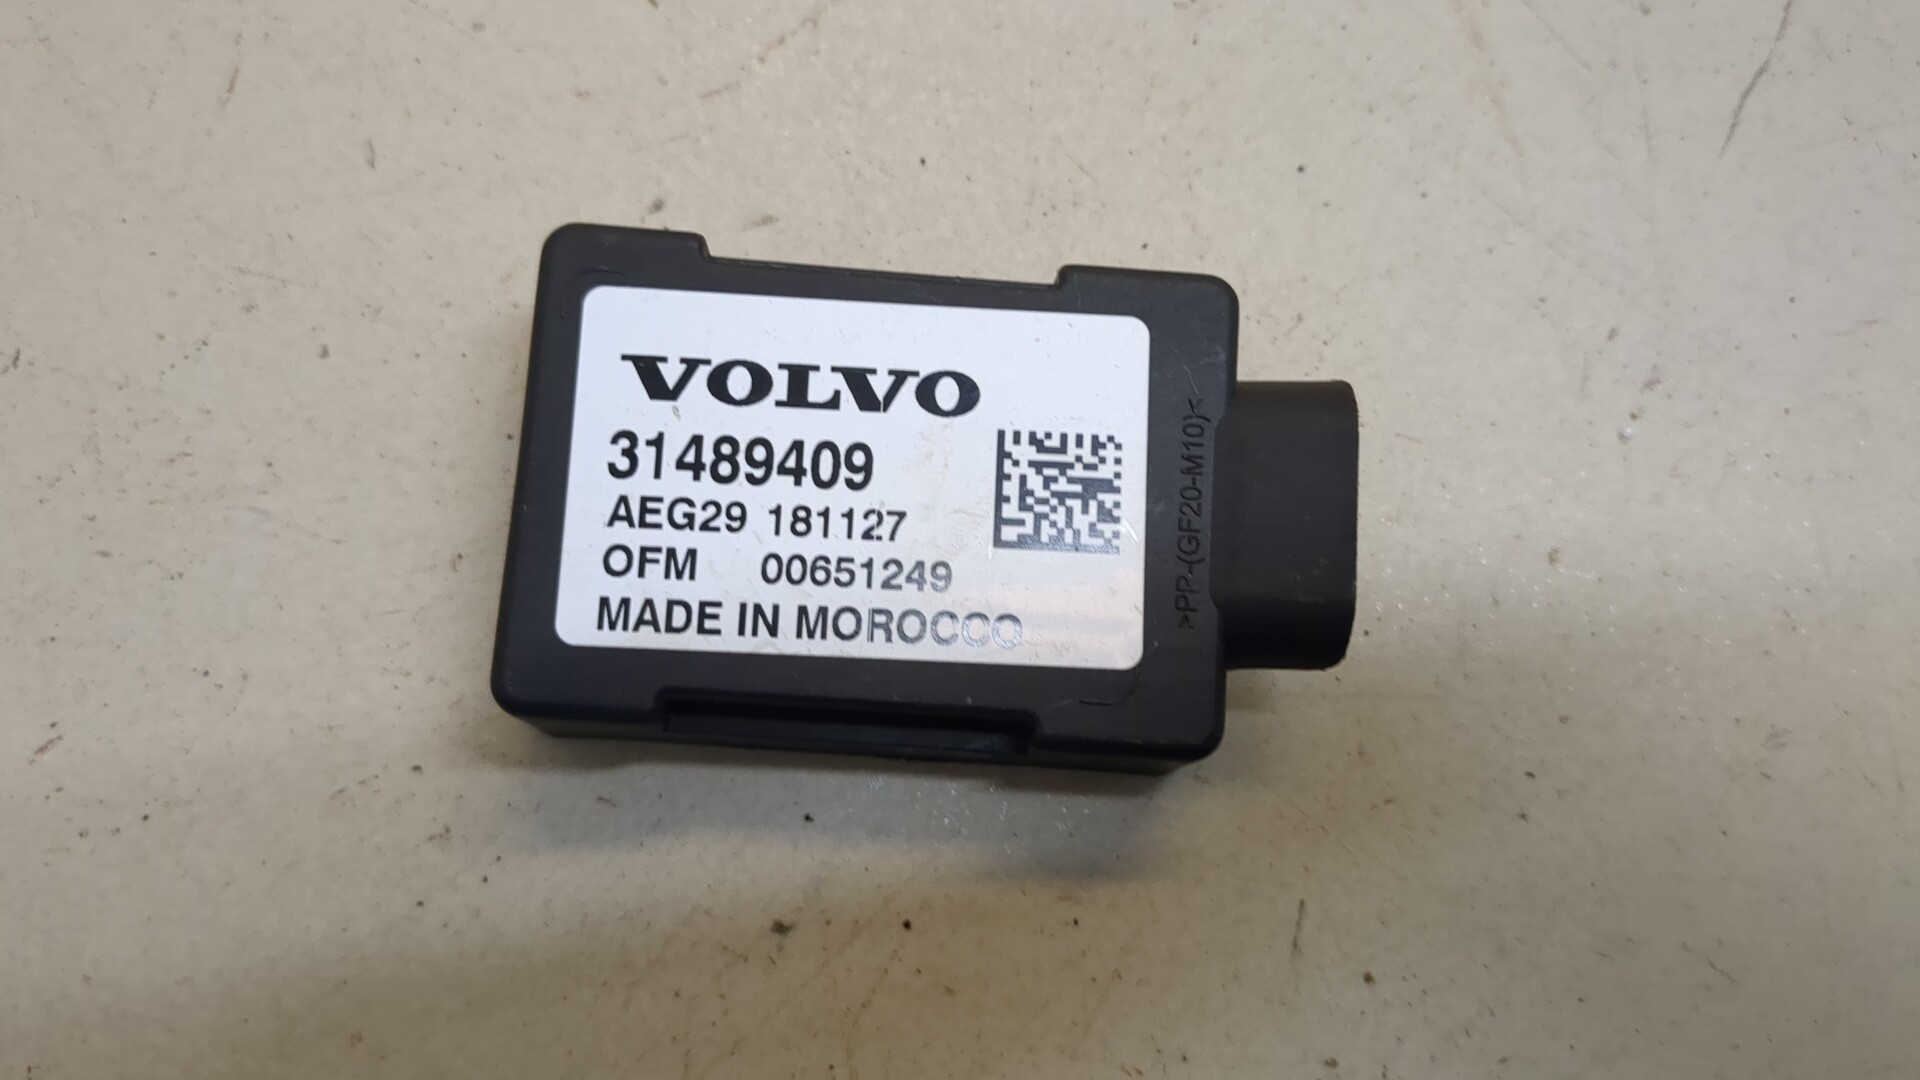 VOLVO
31489409
AEG29 181127
OFM 00651249
MADE IN MOROCCO
>PP-(GF20-M10)<